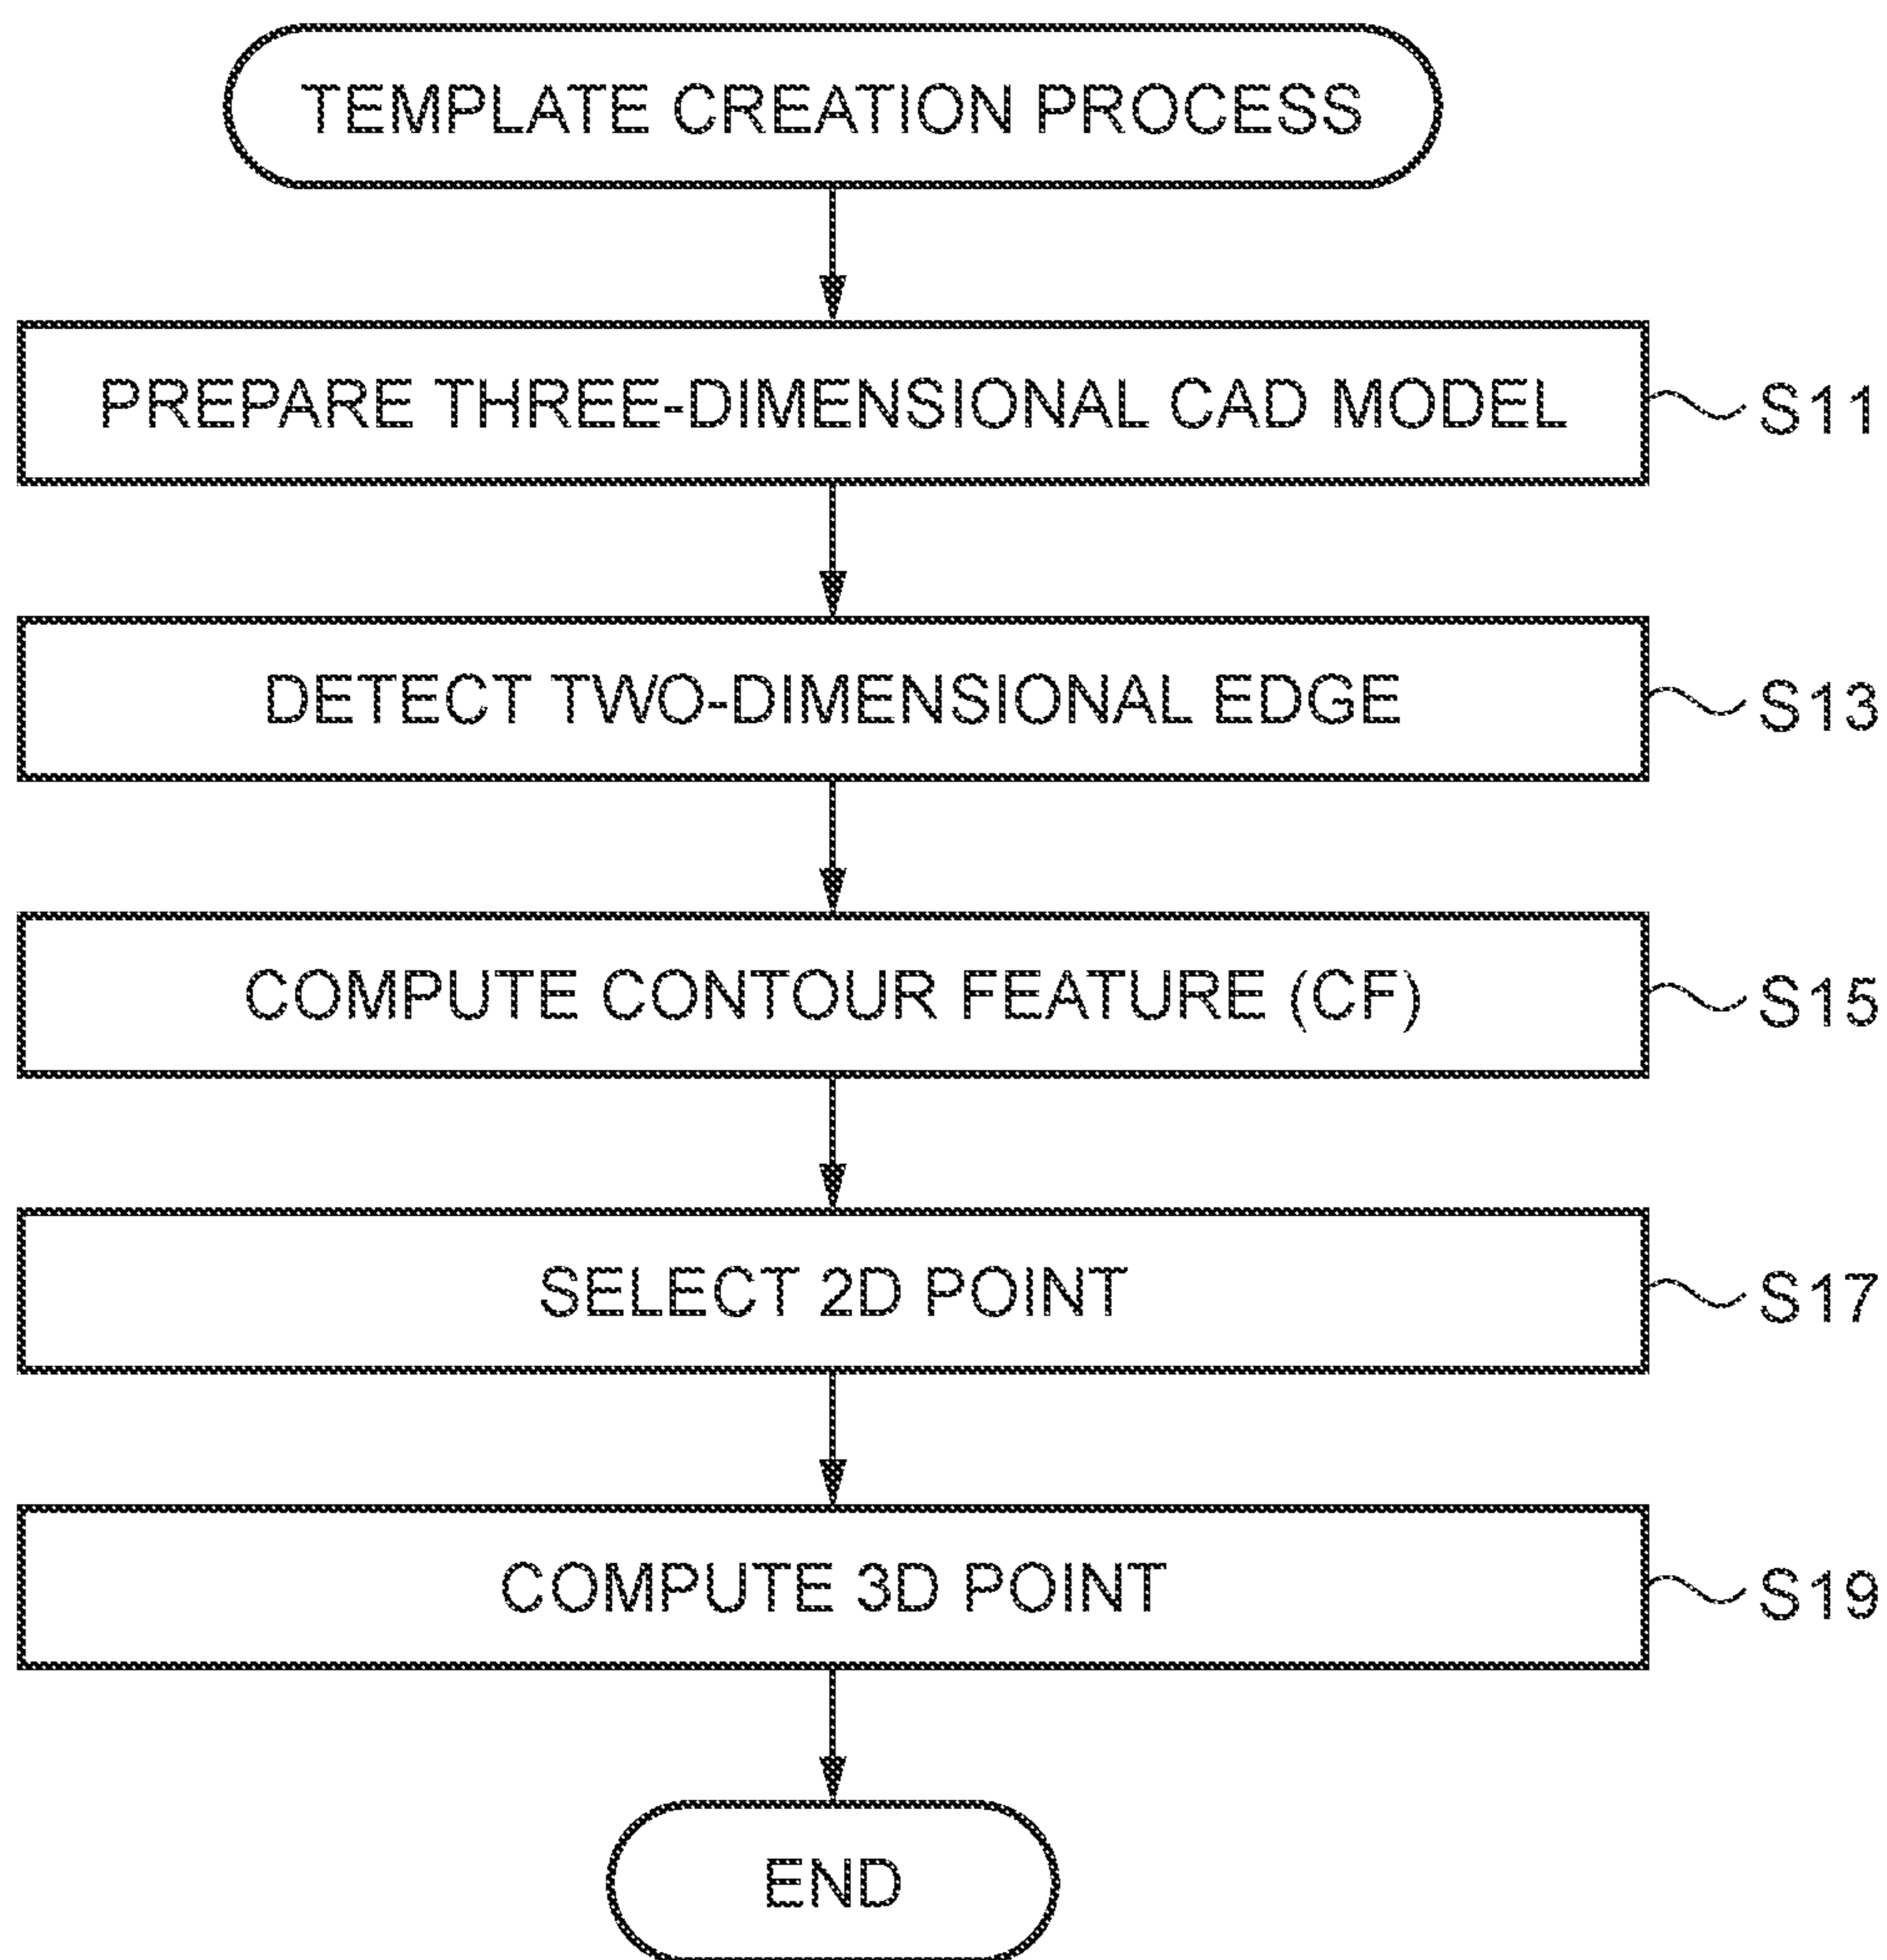 TEMPLATE CREATION PROCESS
PREPARE THREE-DIMENSIONAL CAD MODEL
S11
DETECT TWO-DIMENSIONAL EDGE
S13
COMPUTE CONTOUR FEATURE (CF)
S15
SELECT 2D POINT
S17
COMPUTE 3D POINT
S19
END